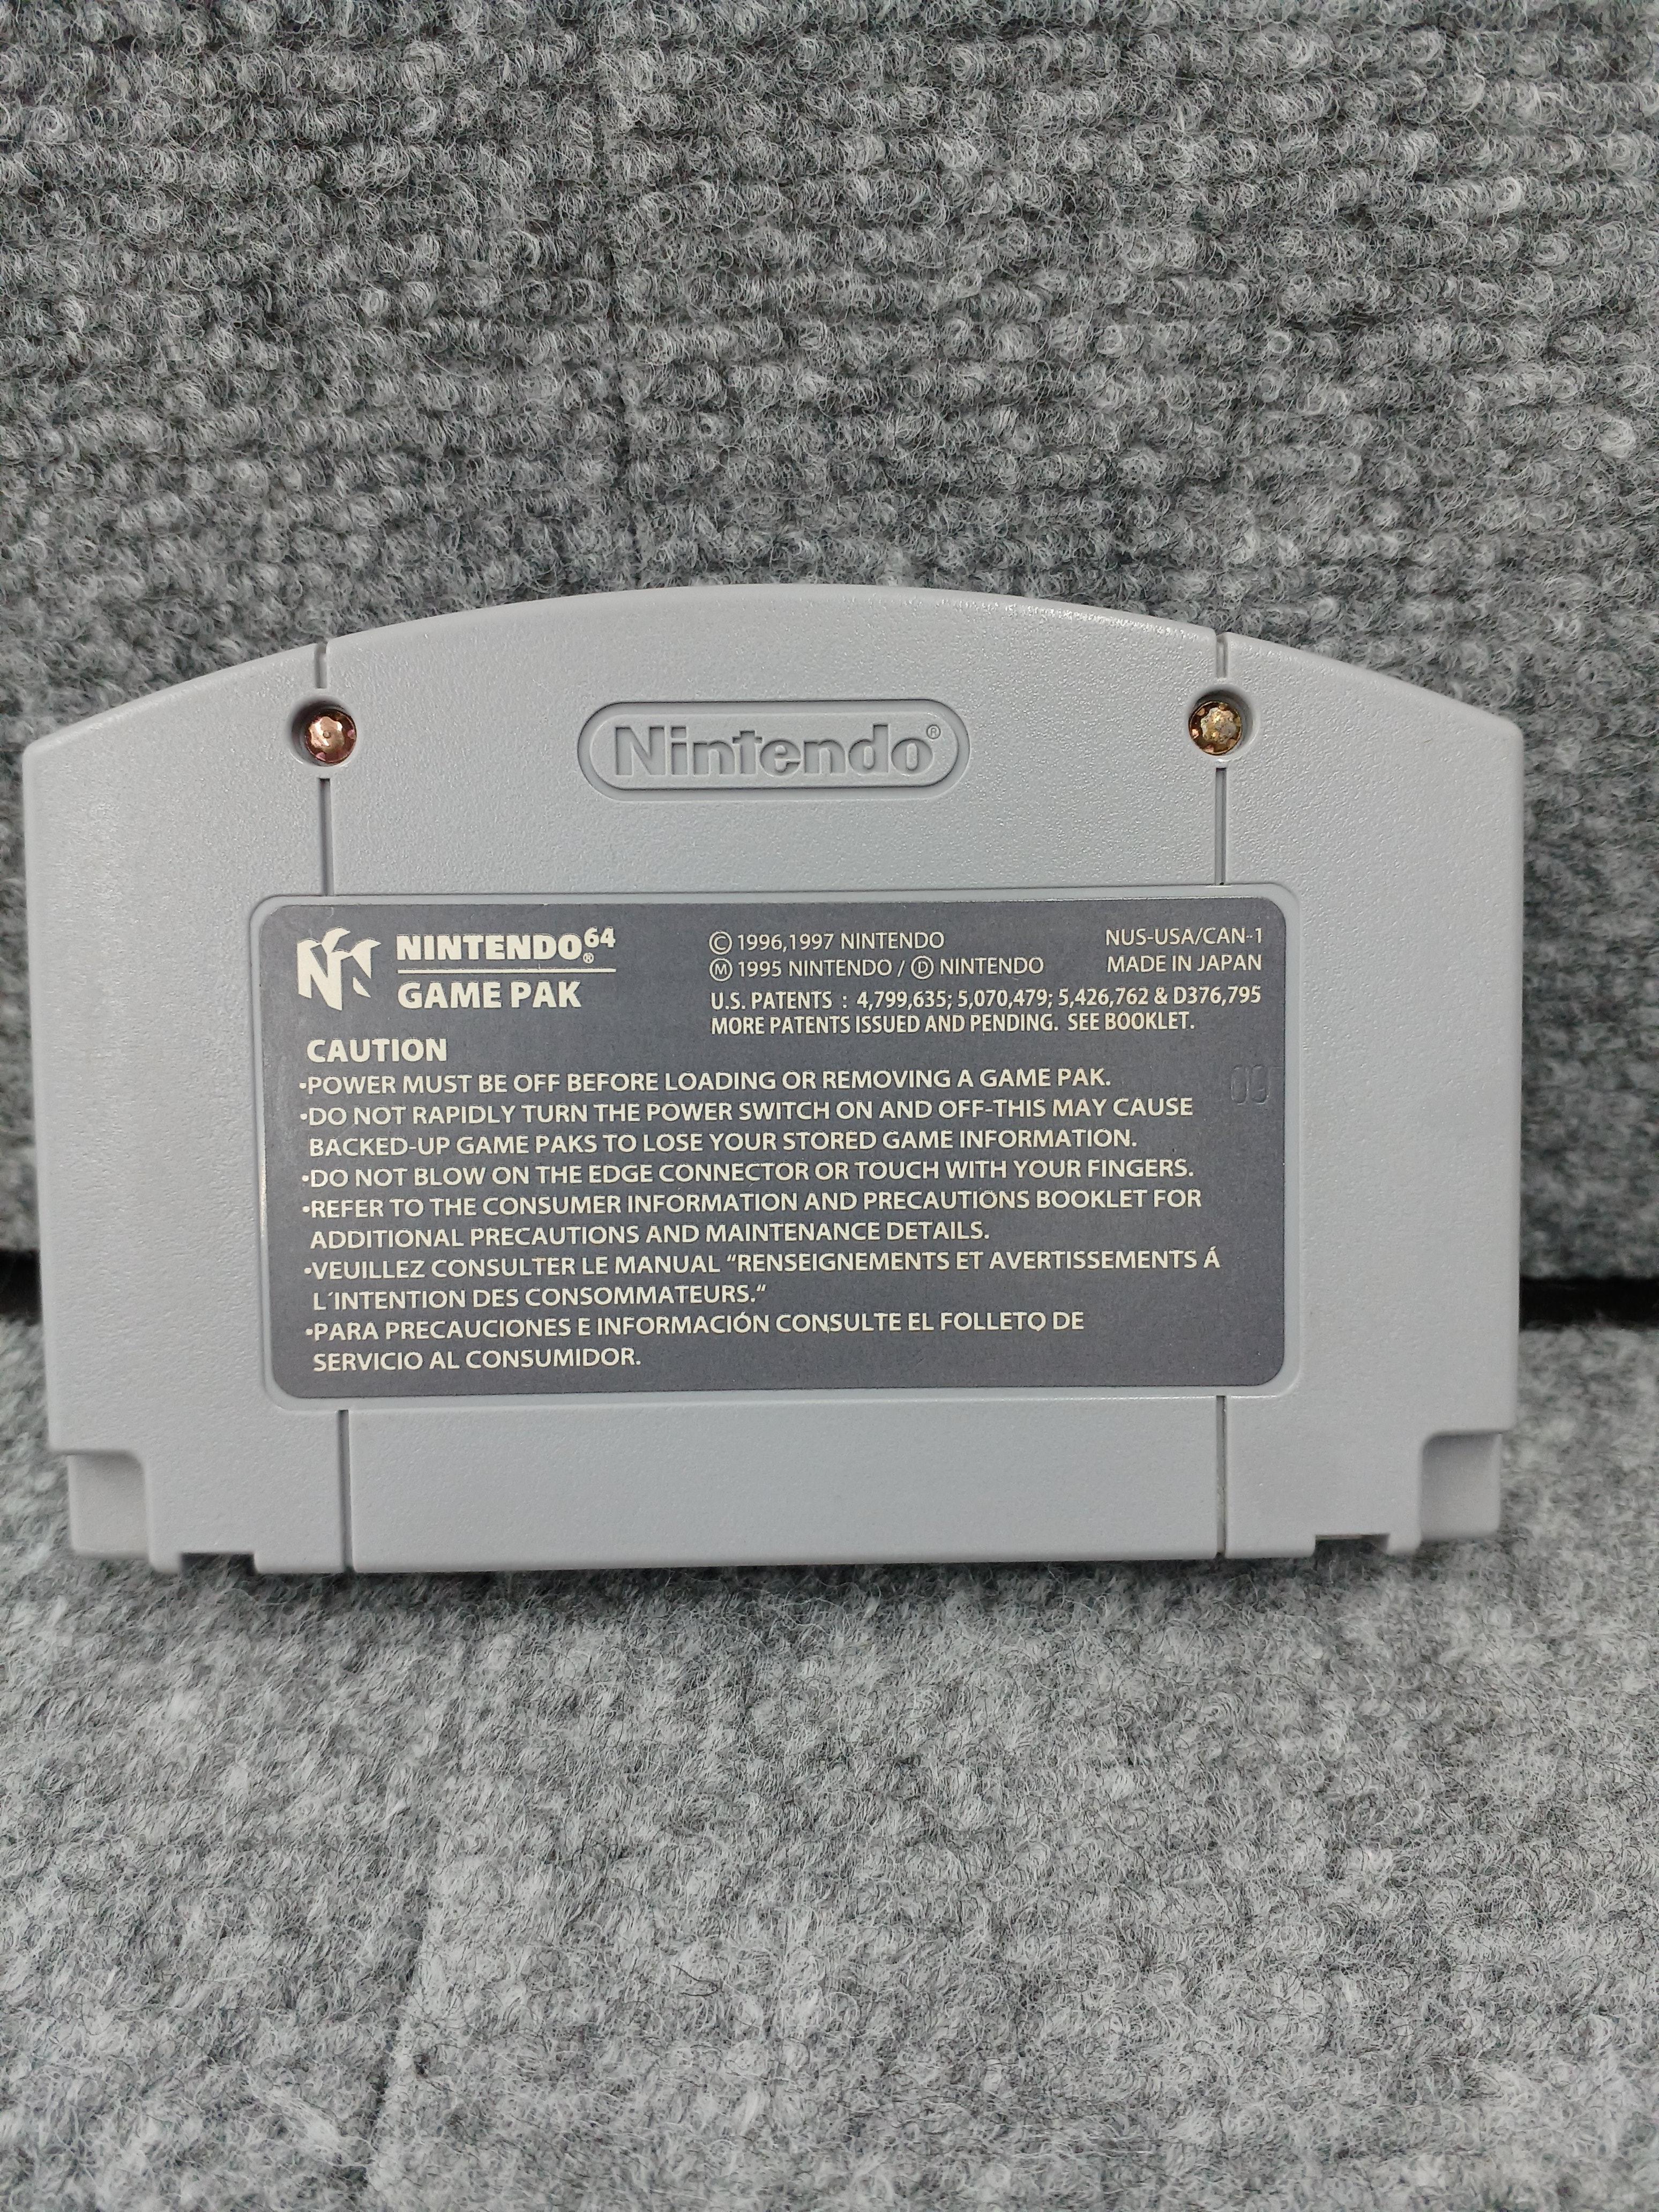 Nintendo®
NINTENDO64®
GAME PAK
© 1996,1997 NINTENDO
Ⓜ 1995 NINTENDO / Ⓓ NINTENDO
NUS-USA/CAN-1
MADE IN JAPAN
U.S. PATENTS : 4,799,635; 5,070,479; 5,426,762 & D376,795
MORE PATENTS ISSUED AND PENDING. SEE BOOKLET.
CAUTION
•POWER MUST BE OFF BEFORE LOADING OR REMOVING A GAME PAK.
•DO NOT RAPIDLY TURN THE POWER SWITCH ON AND OFF-THIS MAY CAUSE
BACKED-UP GAME PAKS TO LOSE YOUR STORED GAME INFORMATION.
•DO NOT BLOW ON THE EDGE CONNECTOR OR TOUCH WITH YOUR FINGERS.
•REFER TO THE CONSUMER INFORMATION AND PRECAUTIONS BOOKLET FOR
ADDITIONAL PRECAUTIONS AND MAINTENANCE DETAILS.
•VEUILLEZ CONSULTER LE MANUAL “RENSEIGNEMENTS ET AVERTISSEMENTS Á
L´INTENTION DES CONSOMMATEURS.“
•PARA PRECAUCIONES E INFORMACIÓN CONSULTE EL FOLLETO DE
SERVICIO AL CONSUMIDOR.